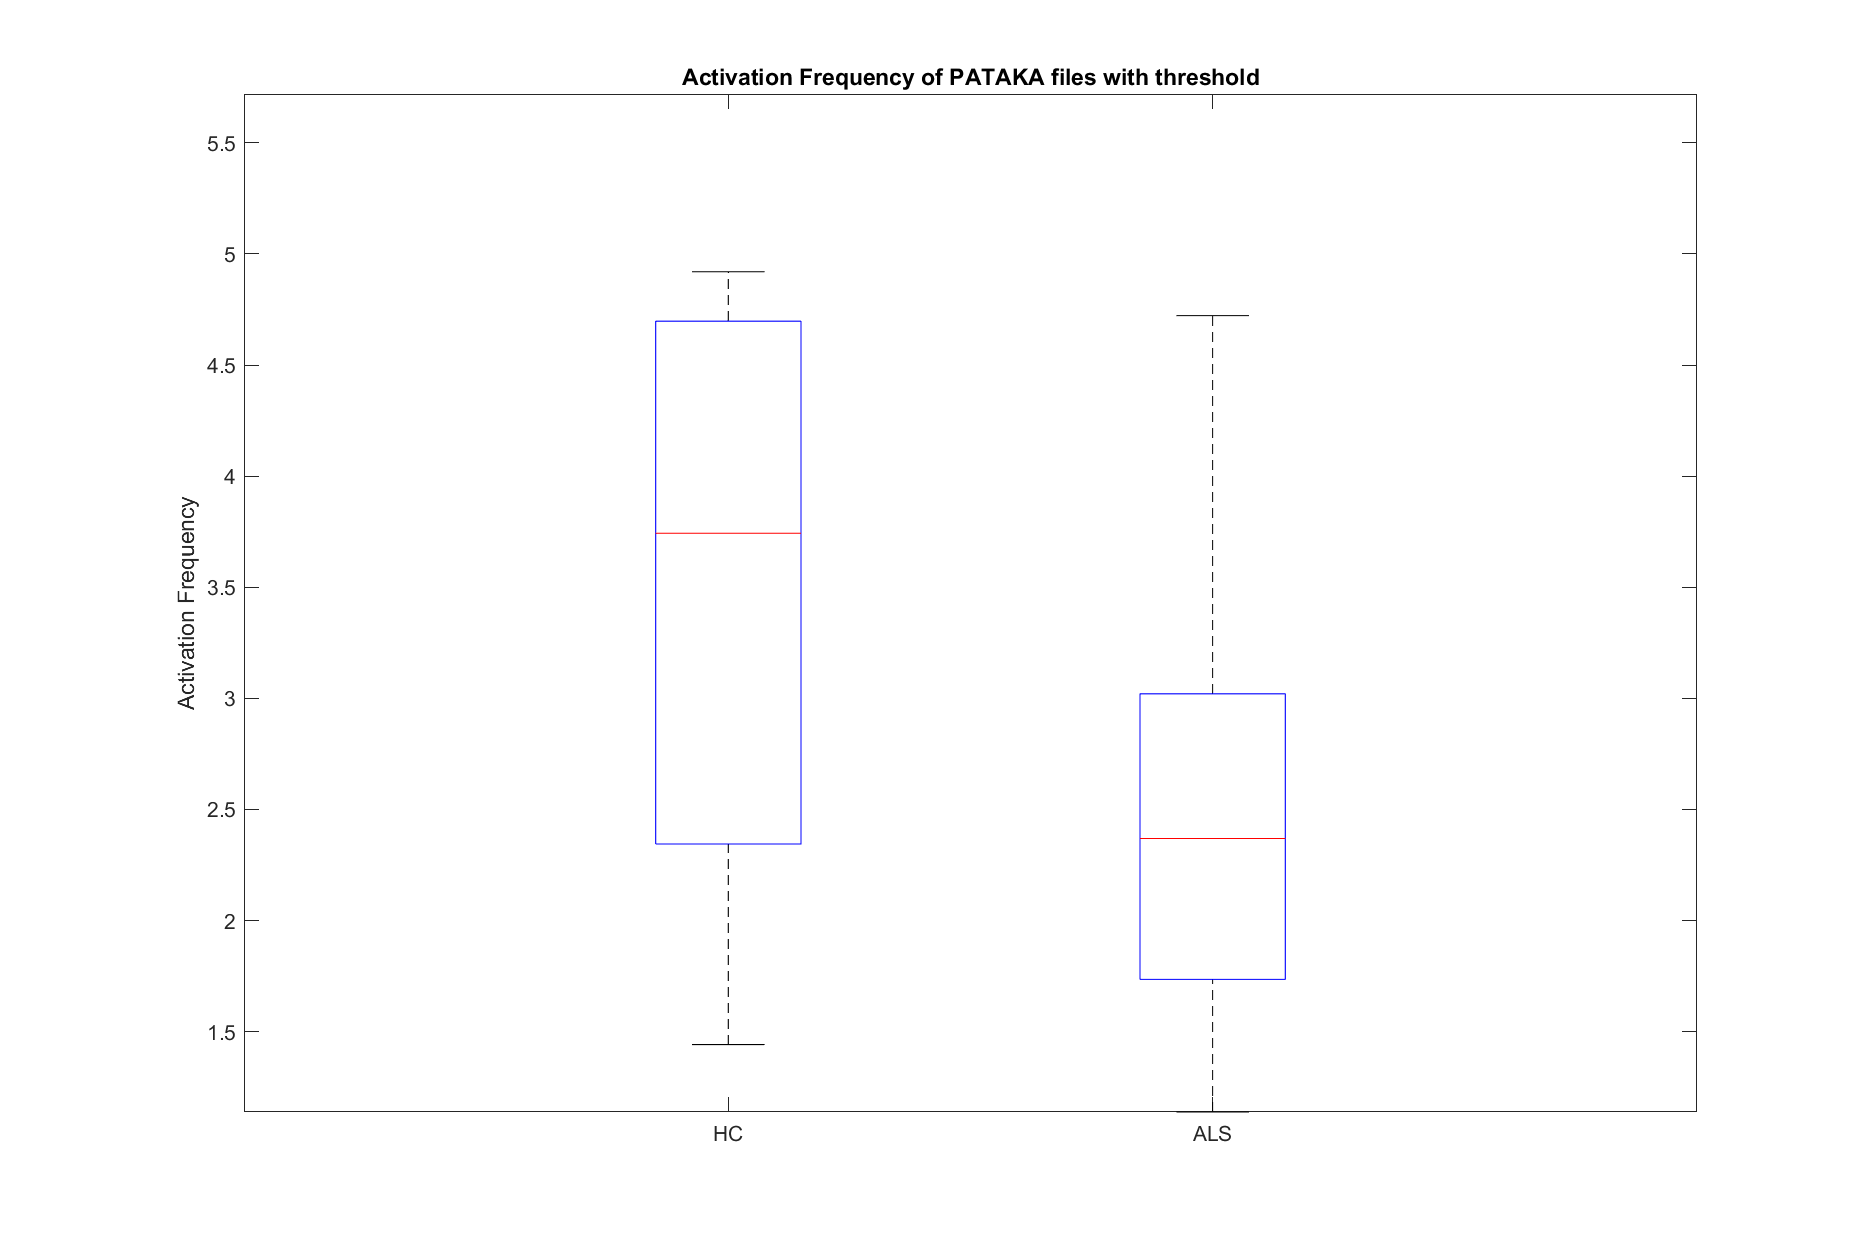 Activation Frequency of PATAKA files with threshold
Activation Frequency
5.5
5
4.5
4
3.5
3
2.5
2
1.5
HC
ALS